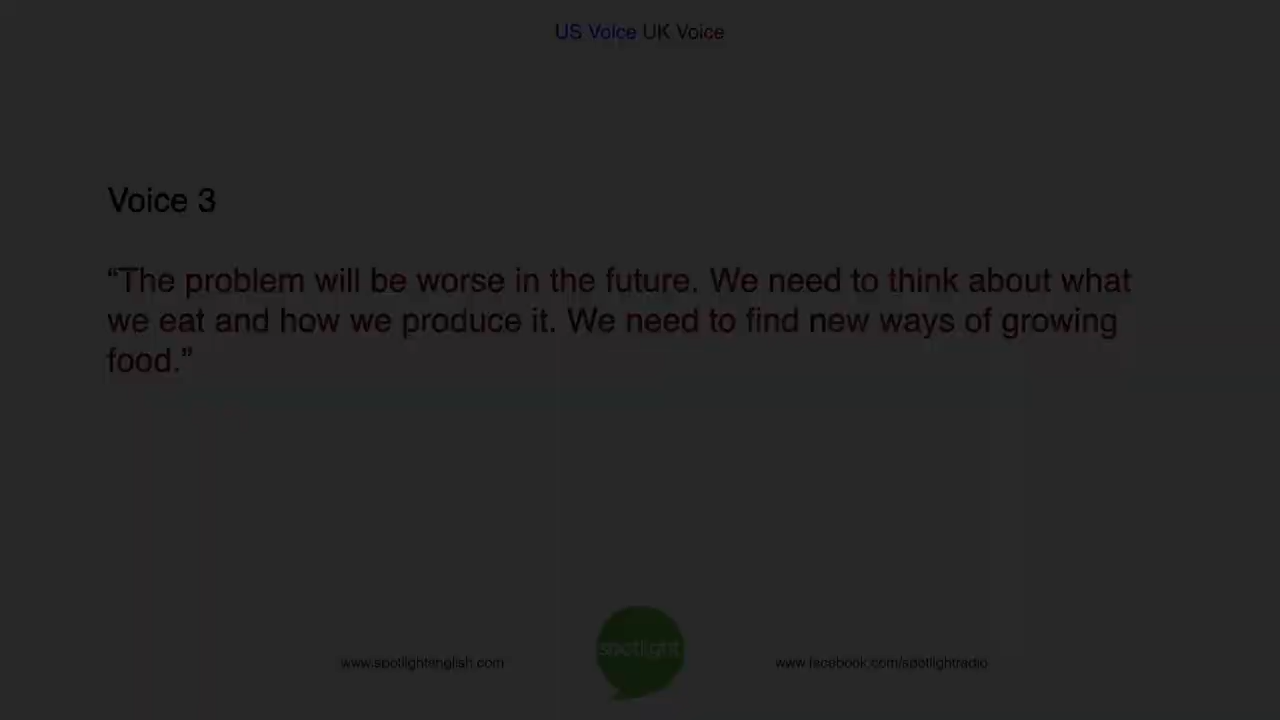 US Voice UK Voice
Voice 3
“The problem will be worse in the future. We need to think about what
we eat and how we produce it. We need to find new ways of growing
food.”
spotlight
www.spotlightenglish.com
www.facebook.com/spotlightradio